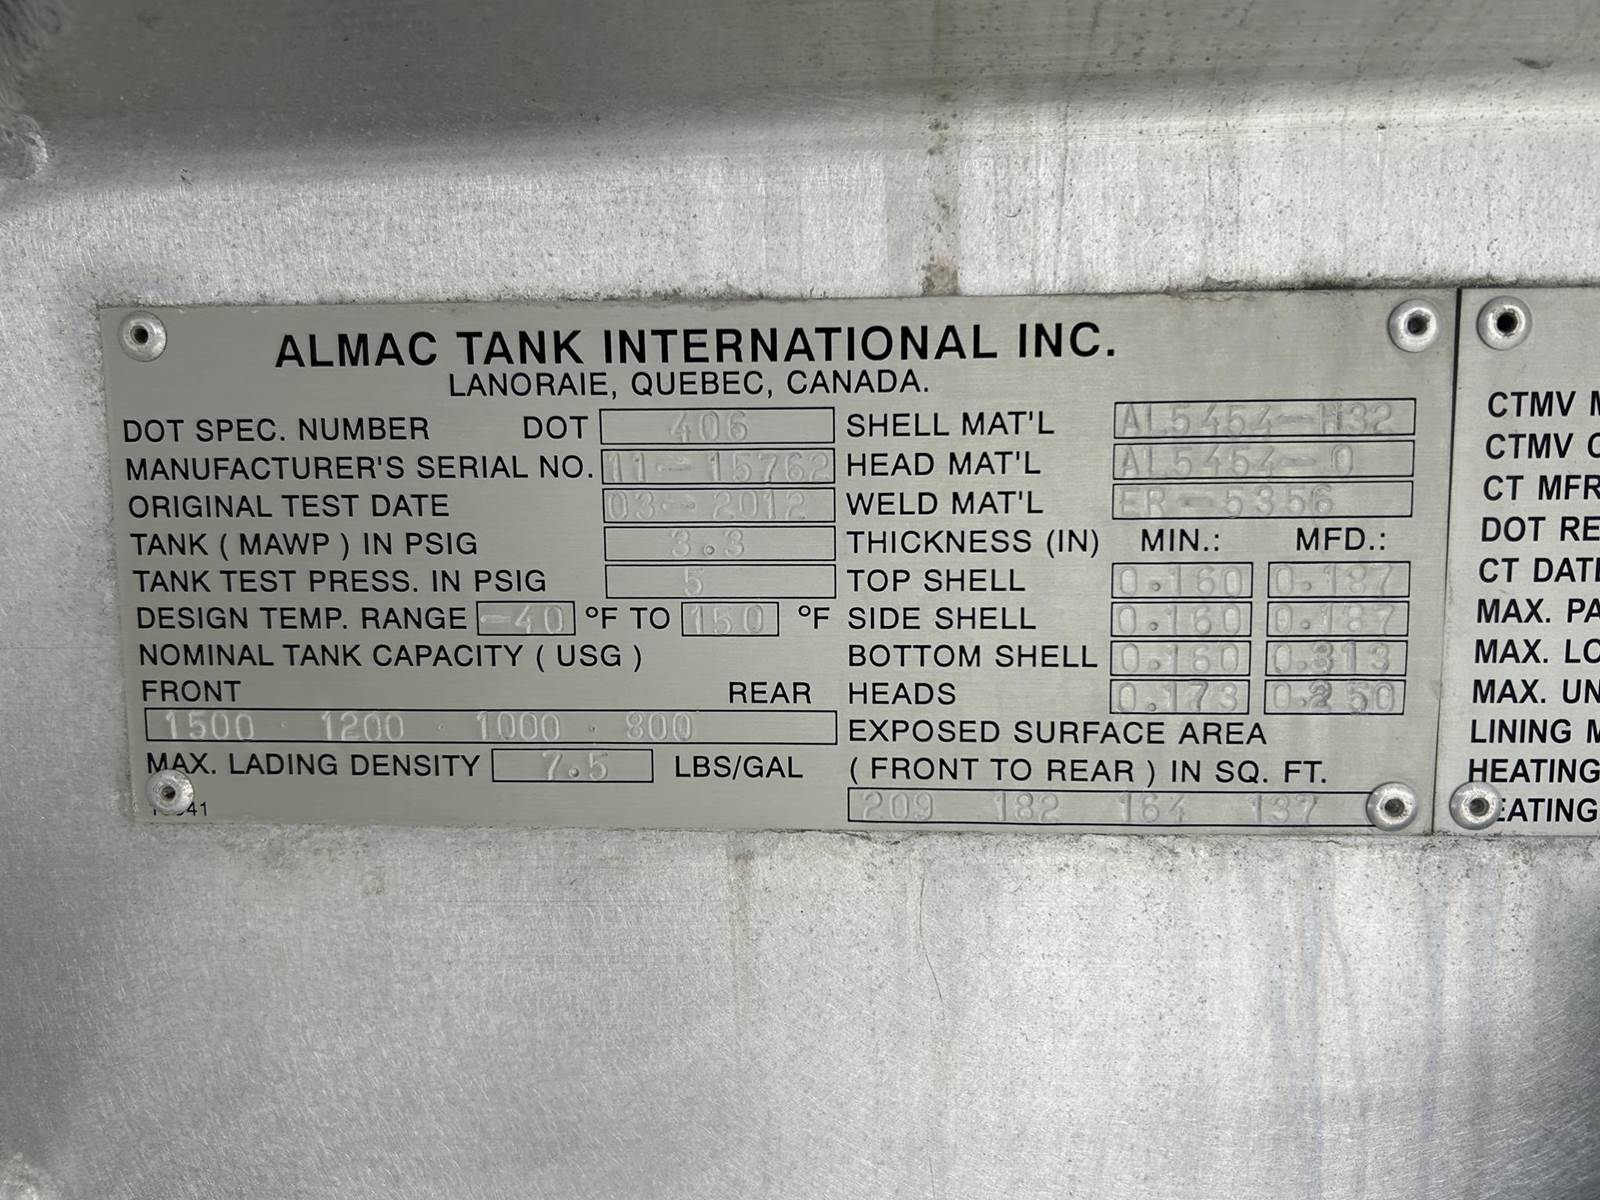 ALMAC TANK INTERNATIONAL INC.
LANORAIE, QUEBEC, CANADA.
DOT SPEC. NUMBER DOT 406
MANUFACTURER'S SERIAL NO. 11-15762
ORIGINAL TEST DATE 03-2012
TANK ( MAWP ) IN PSIG 3.3
TANK TEST PRESS. IN PSIG 5
DESIGN TEMP. RANGE -40 °F TO 150 °F
NOMINAL TANK CAPACITY ( USG )
FRONT REAR
1500 · 1200 · 1000 · 800
MAX. LADING DENSITY 7.5 LBS/GAL
SHELL MAT'L AL5454-H32
HEAD MAT'L AL5454-0
WELD MAT'L ER-5356
THICKNESS (IN) MIN.: MFD.:
TOP SHELL 0.160 0.187
SIDE SHELL 0.160 0.187
BOTTOM SHELL 0.160 0.313
HEADS 0.173 0.250
EXPOSED SURFACE AREA
( FRONT TO REAR ) IN SQ. FT.
209 182 164 137
CTMV
CTMV
CT MFR
DOT
CT
MAX.
MAX.
MAX.
LINING
HEATING